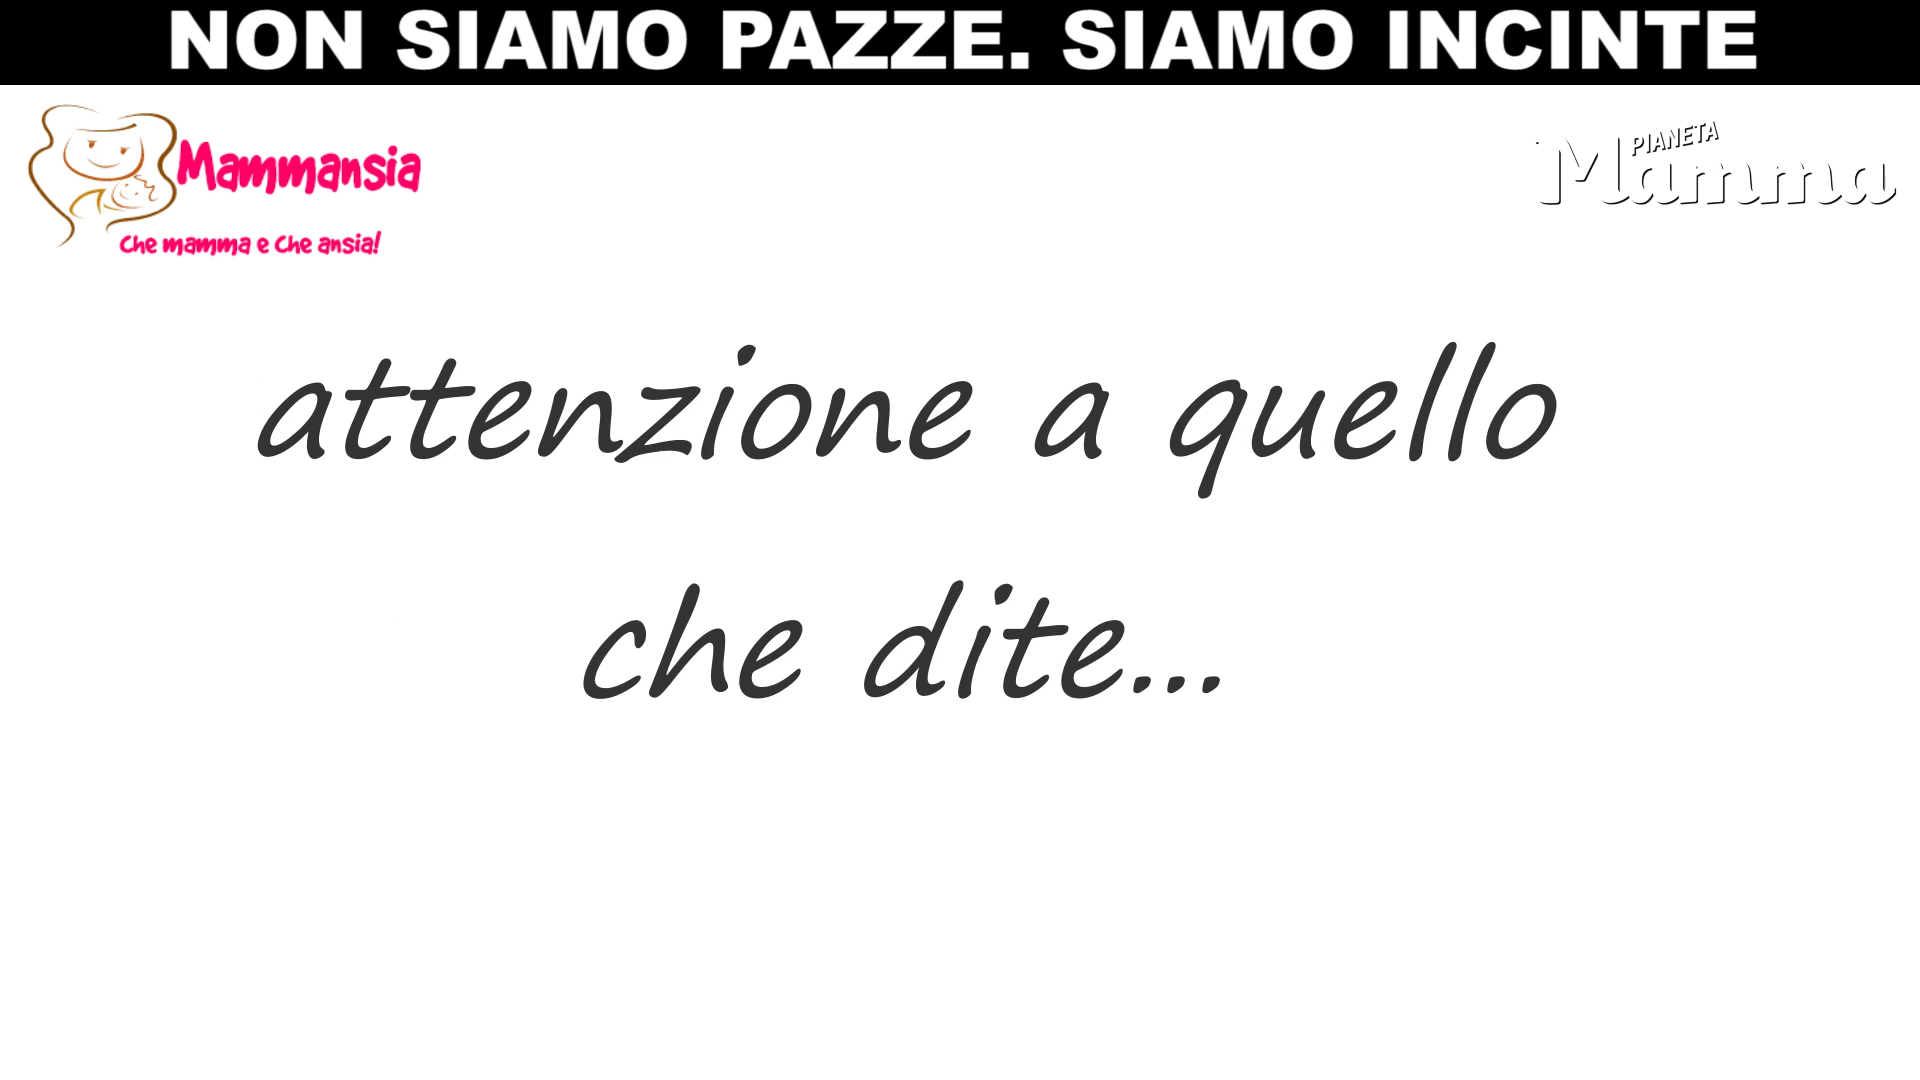 NON SIAMO PAZZE. SIAMO INCINTE
Mammansia
Che mamma e Che ansia!
PIANETA
Mamma
attenzione a quello
che dite...